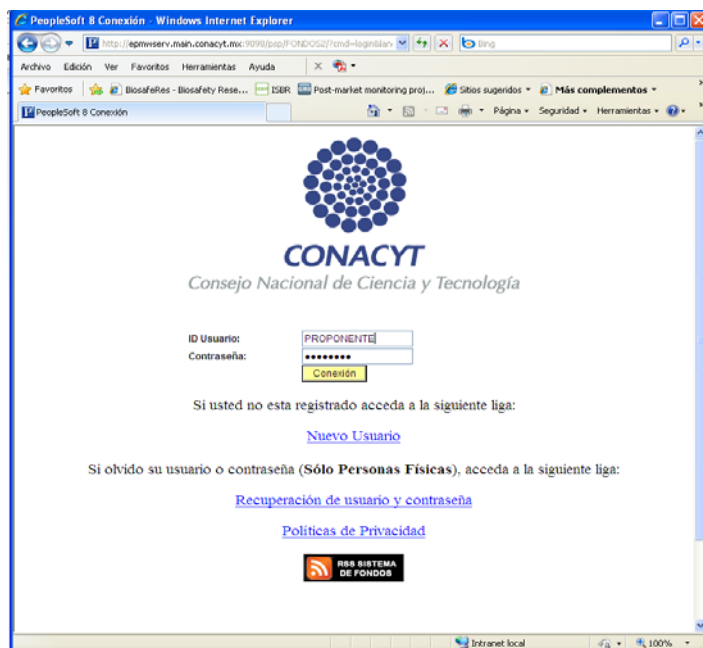 PeopleSoft 8 Conexión - Windows Internet Explorer
http://epmwserv.main.conacyt.mx:9098/psp/FONDOS2/?cmd=login&lan
Bing
Archivo Edición Ver Favoritos Herramientas Ayuda
Favoritos BiosafeRes - Biosafety Rese... ISBR Post-market monitoring proj... Sitios sugeridos Más complementos
PeopleSoft 8 Conexión Página Seguridad Herramientas
CONACYT
Consejo Nacional de Ciencia y Tecnología
ID Usuario: PROPONENTE
Contraseña: ••••••••
Conexión
Si usted no esta registrado acceda a la siguiente liga:
Nuevo Usuario
Si olvido su usuario o contraseña (Sólo Personas Físicas), acceda a la siguiente liga:
Recuperación de usuario y contraseña
Políticas de Privacidad
RSS SISTEMA
DE FONDOS
Intranet local 100%